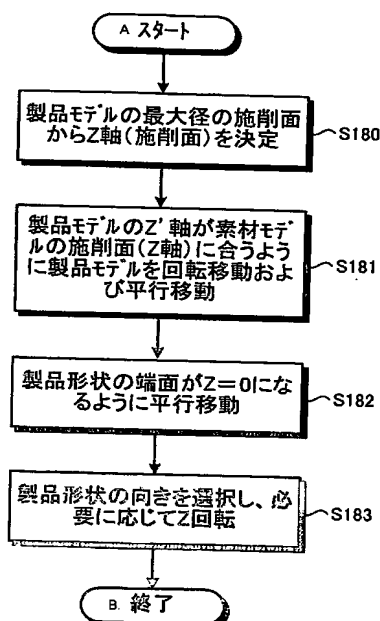 A スタート
製品モデルの最大径の施削面
からZ軸(施削面)を決定
S180
製品モデルのZ'軸が素材モデ
ルの施削面(Z軸)に合うよう
に製品モデルを回転移動およ
び平行移動
S181
製品形状の端面がZ=0にな
るように平行移動
S182
製品形状の向きを選択し、必
要に応じてZ回転
S183
B. 終了